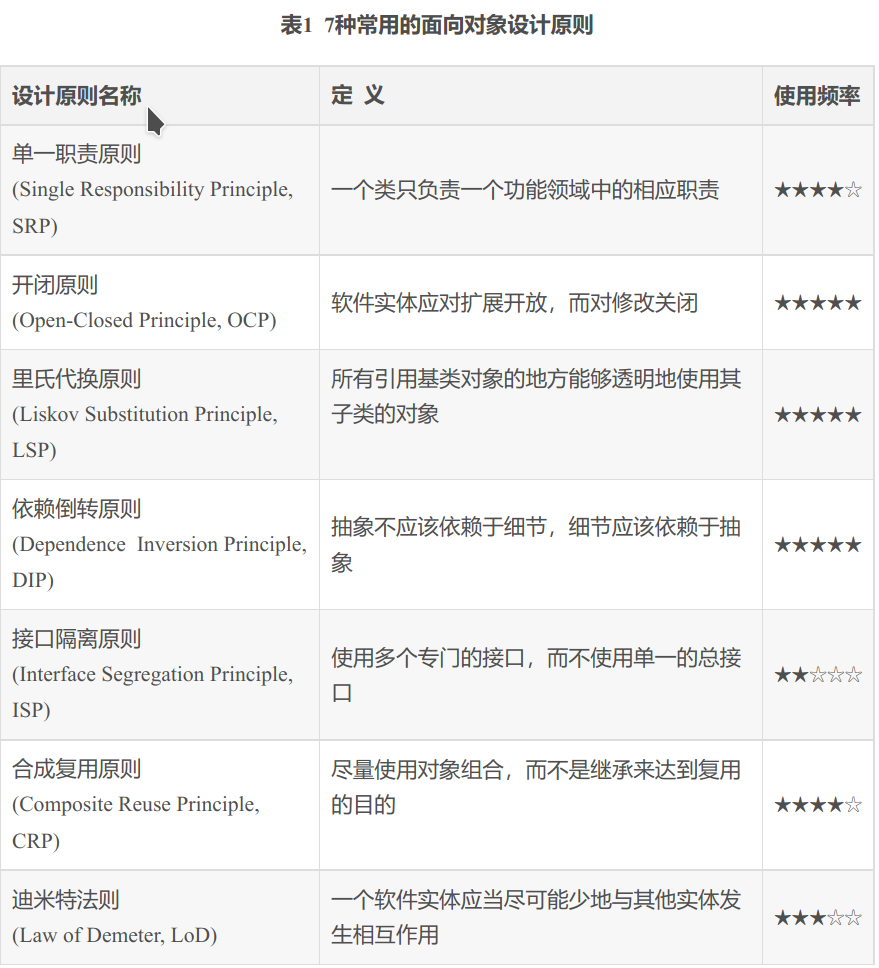 表1 7种常用的面向对象设计原则
设计原则名称
定 义
使用频率
单一职责原则
(Single Responsibility Principle,
SRP)
一个类只负责一个功能领域中的相应职责
★★★★☆
开闭原则
(Open-Closed Principle, OCP)
软件实体应对扩展开放，而对修改关闭
★★★★★
里氏代换原则
(Liskov Substitution Principle,
LSP)
所有引用基类对象的地方能够透明地使用其
子类的对象
★★★★★
依赖倒转原则
(Dependence Inversion Principle,
DIP)
抽象不应该依赖于细节，细节应该依赖于抽
象
★★★★★
接口隔离原则
(Interface Segregation Principle,
ISP)
使用多个专门的接口，而不使用单一的总接
口
★★☆☆☆
合成复用原则
(Composite Reuse Principle,
CRP)
尽量使用对象组合，而不是继承来达到复用
的目的
★★★★☆
迪米特法则
(Law of Demeter, LoD)
一个软件实体应当尽可能少地与其他实体发
生相互作用
★★★☆☆